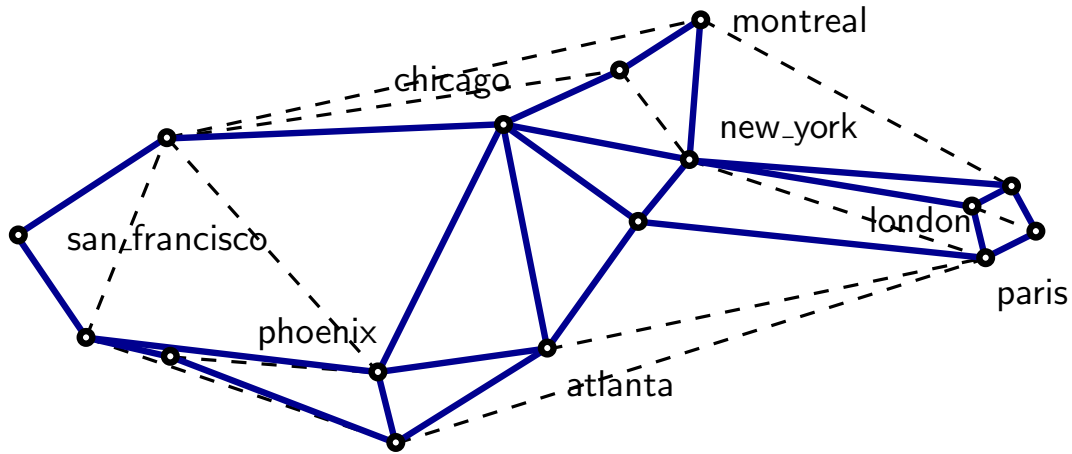 montreal
chicago
new_york
london
san_francisco
paris
phoenix
atlanta